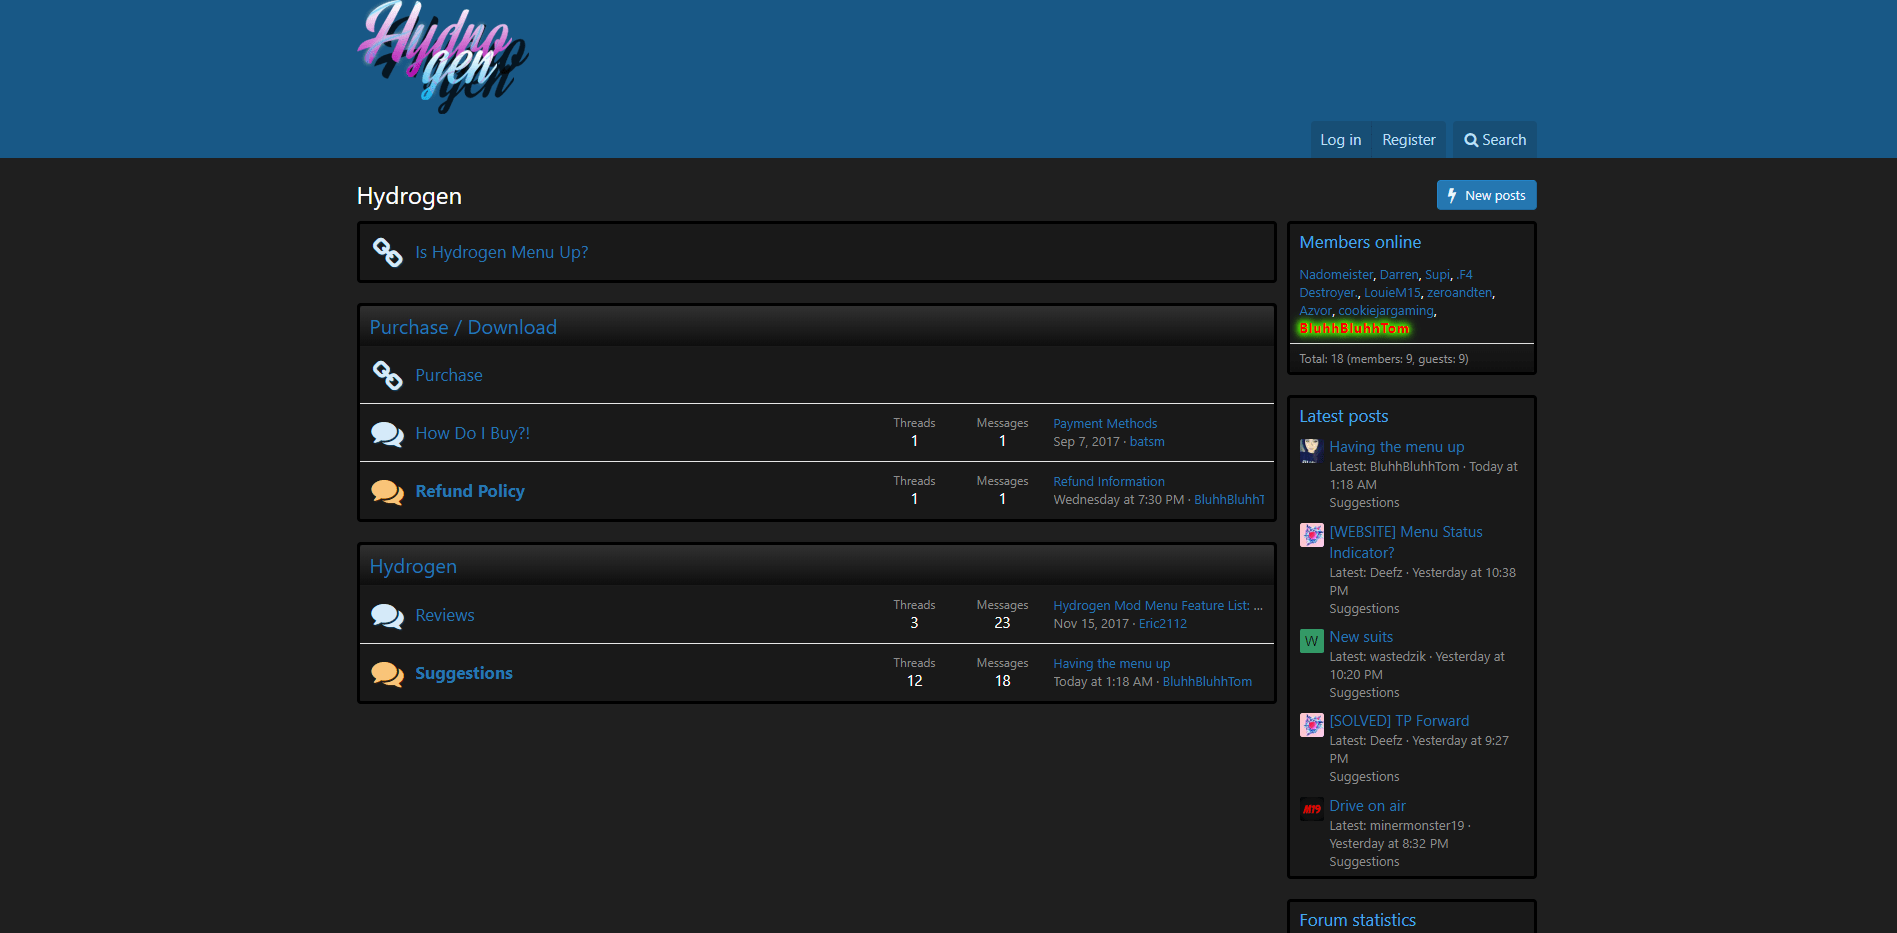 Hydro
gen
Log in
Register
Search
Hydrogen
New posts
Is Hydrogen Menu Up?
Purchase / Download
Purchase
How Do I Buy?!
Threads
1
Messages
1
Payment Methods
Sep 7, 2017 · batsm
Refund Policy
Threads
1
Messages
1
Refund Information
Wednesday at 7:30 PM · BluhhBluhhT
Hydrogen
Reviews
Threads
3
Messages
23
Hydrogen Mod Menu Feature List: ...
Nov 15, 2017 · Eric2112
Suggestions
Threads
12
Messages
18
Having the menu up
Today at 1:18 AM · BluhhBluhhTom
Members online
Nadomeister, Darren, Supi, .F4
Destroyer., LouieM15, zeroandten,
Azvor, cookiejargaming,
BluhhBluhhTom
Total: 18 (members: 9, guests: 9)
Latest posts
Having the menu up
Latest: BluhhBluhhTom · Today at
1:18 AM
Suggestions
[WEBSITE] Menu Status
Indicator?
Latest: Deefz · Yesterday at 10:38
PM
Suggestions
W
New suits
Latest: wastedzik · Yesterday at
10:20 PM
Suggestions
[SOLVED] TP Forward
Latest: Deefz · Yesterday at 9:27
PM
Suggestions
M19
Drive on air
Latest: minermonster19 ·
Yesterday at 8:32 PM
Suggestions
Forum statistics